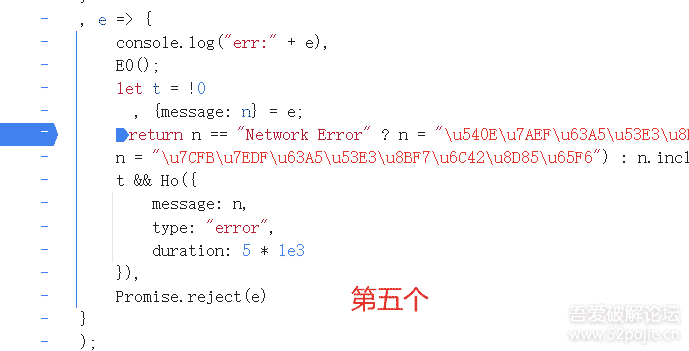 , e => {
console.log("err:" + e),
E0();
let t = !0
, {message: n} = e;
return n == "Network Error" ? n = "\u540E\u7AEF\u63A5\u53E3\u8
n = "\u7CFB\u7EDF\u63A5\u53E3\u8BF7\u6C42\u8D85\u65F6") : n.incl
t && Ho({
message: n,
type: "error",
duration: 5 * 1e3
}),
Promise.reject(e)
第五个
}
);
吾爱破解论坛
www.52pojie.cn